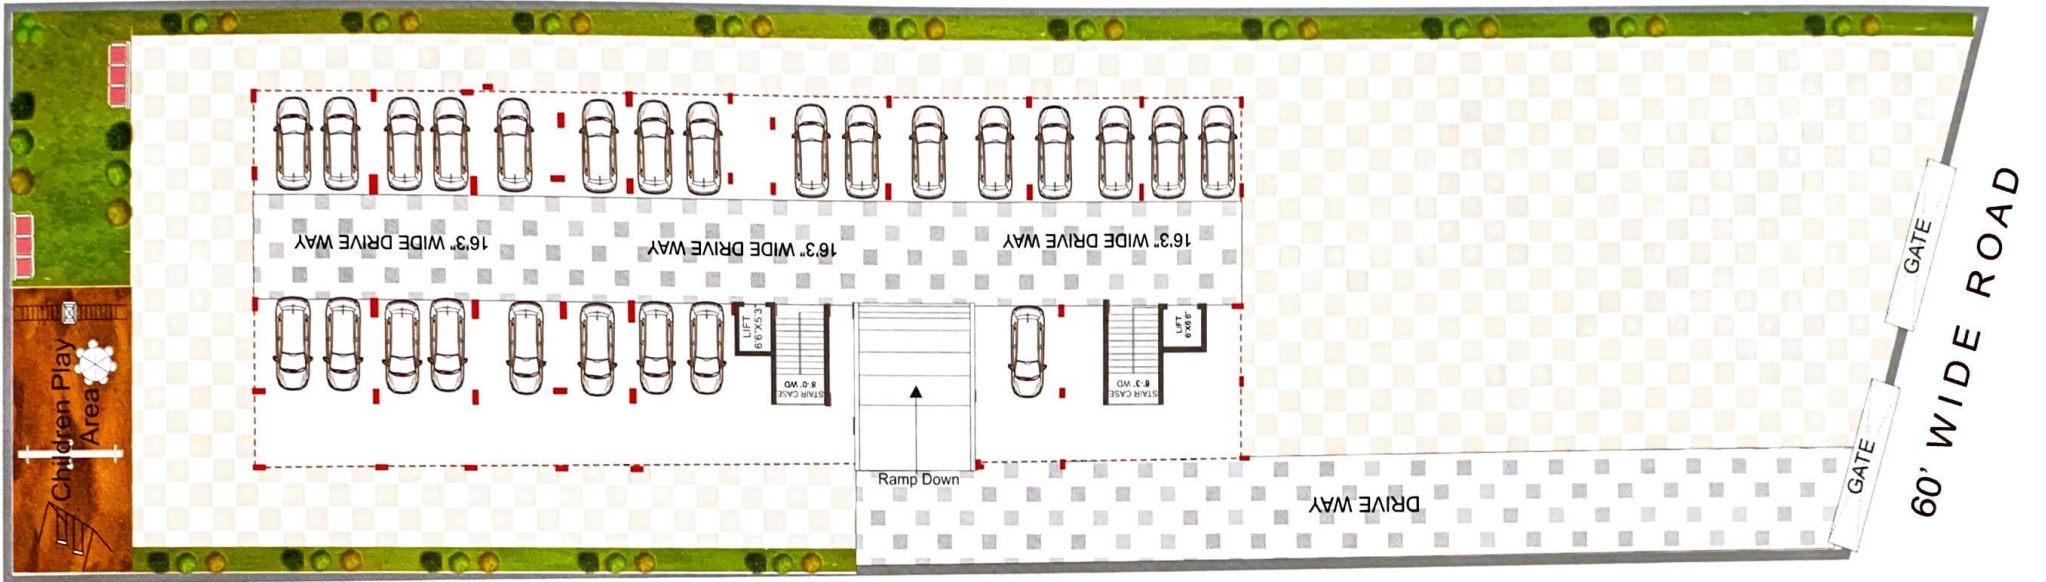 16'3" WIDE DRIVE WAY
16'3" WIDE DRIVE WAY
16'3" WIDE DRIVE WAY
LIFT
6'6"X5'3"
STAIR CASE
8'-0" WD
LIFT
6'X6'6"
STAIR CASE
8'-3" WD
Ramp Down
DRIVE WAY
Children Play
Area
GATE
GATE
60' WIDE ROAD